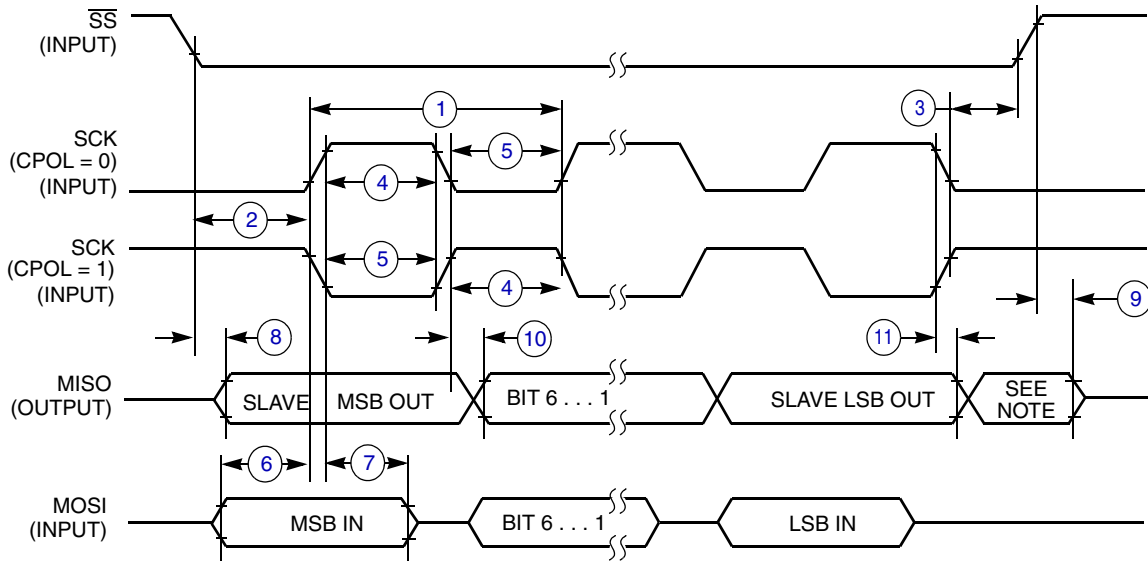 SS
(INPUT)
1
3
SCK
(CPOL = 0)
(INPUT)
5
4
2
SCK
(CPOL = 1)
(INPUT)
5
4
9
8
10
11
MISO
(OUTPUT)
SLAVE
MSB OUT
BIT 6 . . . 1
SLAVE LSB OUT
SEE
NOTE
6
7
MOSI
(INPUT)
MSB IN
BIT 6 . . . 1
LSB IN